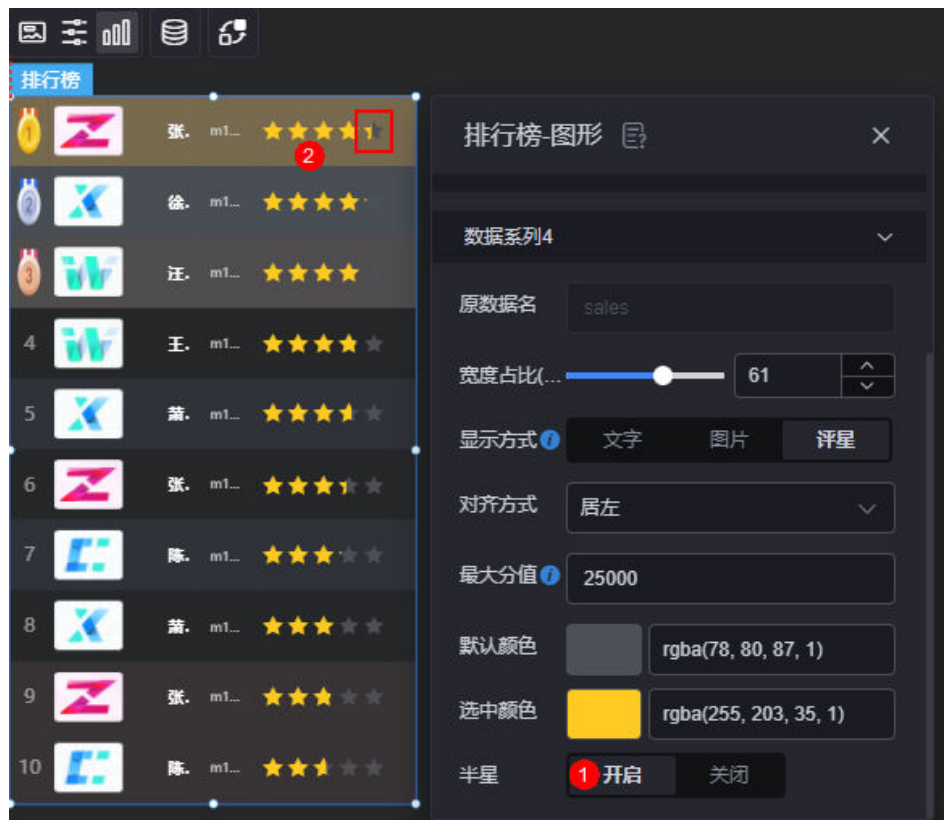 排行榜
1 张. m1...
2
2 徐. m1...
3 汪. m1...
4 王. m1...
5 萧. m1...
6 张. m1...
7 陈. m1...
8 萧. m1...
9 张. m1...
10 陈. m1...
排行榜-图形
数据系列4
原数据名 sales
宽度占比(... 61
显示方式 文字 图片 评星
对齐方式 居左
最大分值 25000
默认颜色 rgba(78, 80, 87, 1)
选中颜色 rgba(255, 203, 35, 1)
半星 1 开启 关闭